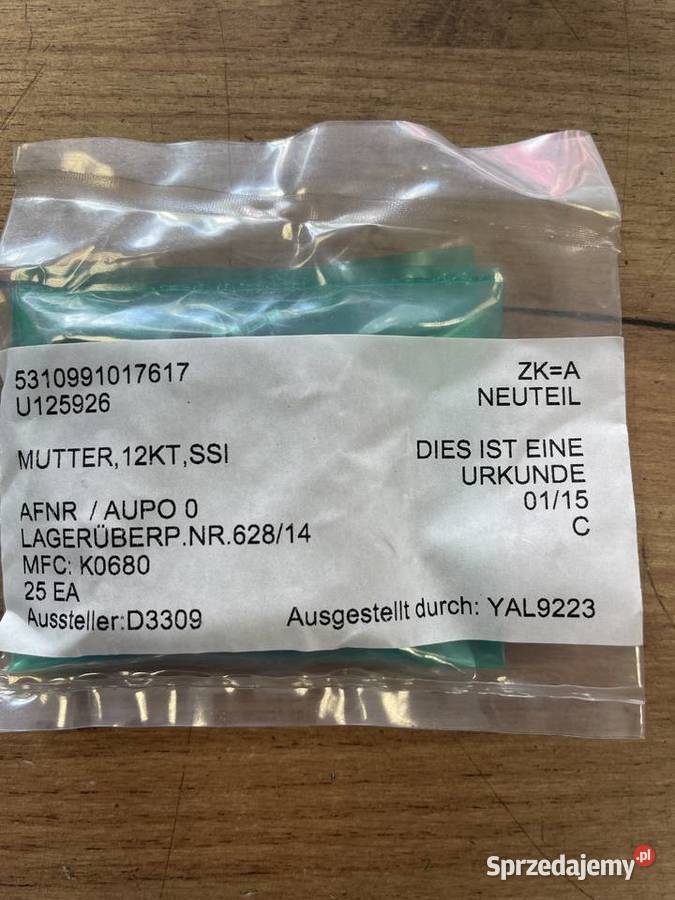 5310991017617
U125926
ZK=A
NEUTEIL
MUTTER,12KT,SSI
DIES IST EINE
URKUNDE
01/15
C
AFNR / AUPO 0
LAGERÜBERP.NR.628/14
MFC: K0680
25 EA
Aussteller:D3309
Ausgestellt durch: YAL9223
Sprzedajemy.pl